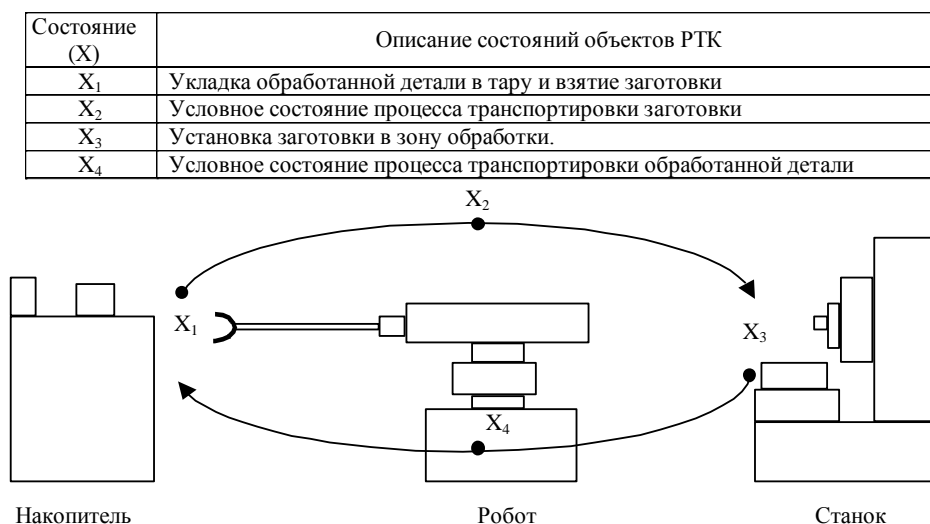 Состояние
(X)
Описание состояний объектов РТК
X₁ Укладка обработанной детали в тару и взятие заготовки
X₂ Условное состояние процесса транспортировки заготовки
X₃ Установка заготовки в зону обработки.
X₄ Условное состояние процесса транспортировки обработанной детали
X₂
X₁
X₃
X₄
Накопитель Робот Станок